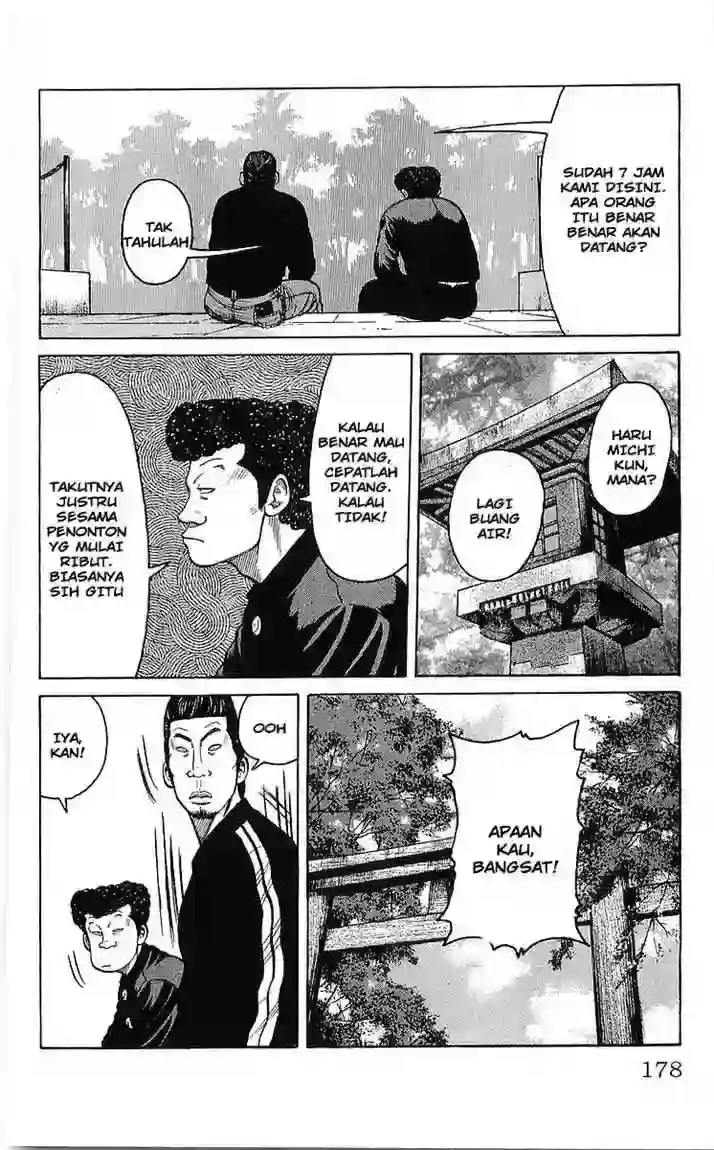 SUDAH 7 JAM
KAMI DISINI.
APA ORANG
ITU BENAR
BENAR AKAN
DATANG?
TAK
TAHULAH!
HARU
MICHI
KUN,
MANA?
LAGI
BUANG
AIR!
KALAU
BENAR MAU
DATANG,
CEPATLAH
DATANG.
KALAU
TIDAK!
TAKUTNYA
JUSTRU
SESAMA
PENONTON
YG MULAI
RIBUT.
BIASANYA
SIH GITU
APAAN
KAU,
BANGSAT!
OOH
IYA,
KAN!
178